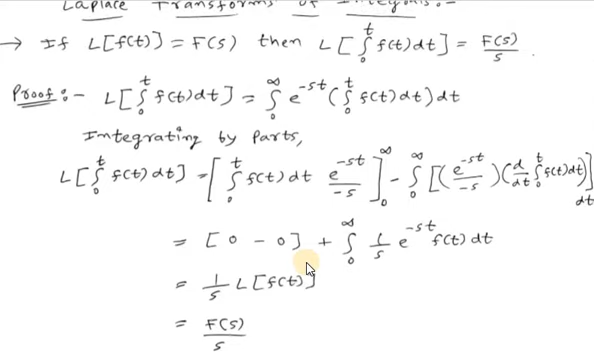 Laplace Transforms of Integrals:-
→ If L[f(t)] = F(s) then L[∫₀ᵗ f(t)dt] = F(s)/s
Proof:- L[∫₀ᵗ f(t)dt] = ∫₀^∞ e^{-st} (∫₀ᵗ f(t)dt)dt
Integrating by parts,
L[∫₀ᵗ f(t)dt] = [∫₀ᵗ f(t)dt e^{-st}/-s]₀^∞ - ∫₀^∞ [(e^{-st}/-s)(d/dt ∫₀ᵗ f(t)dt)] dt
= [0 - 0] + ∫₀^∞ 1/s e^{-st} f(t) dt
= 1/s L[f(t)]
= F(s)/s